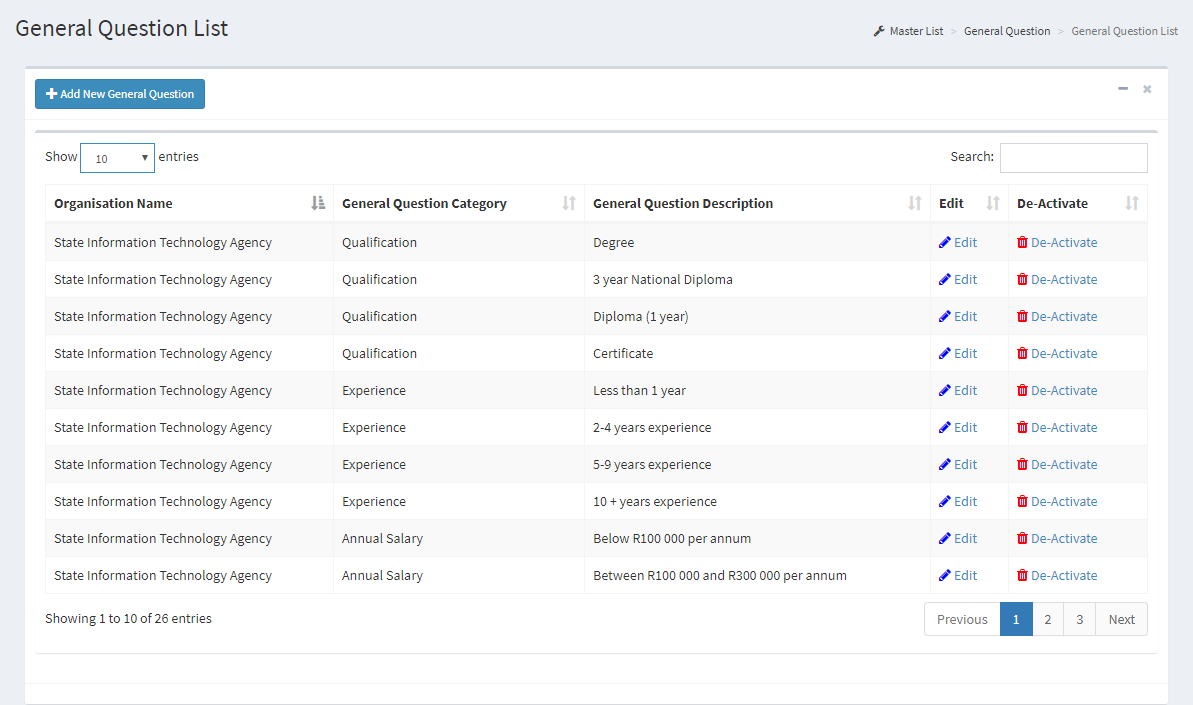 General Question List
Master List > General Question > General Question List
Add New General Question
Show 10 entries Search:
Organisation Name General Question Category General Question Description Edit De-Activate
State Information Technology Agency Qualification Degree Edit De-Activate
State Information Technology Agency Qualification 3 year National Diploma Edit De-Activate
State Information Technology Agency Qualification Diploma (1 year) Edit De-Activate
State Information Technology Agency Qualification Certificate Edit De-Activate
State Information Technology Agency Experience Less than 1 year Edit De-Activate
State Information Technology Agency Experience 2-4 years experience Edit De-Activate
State Information Technology Agency Experience 5-9 years experience Edit De-Activate
State Information Technology Agency Experience 10 + years experience Edit De-Activate
State Information Technology Agency Annual Salary Below R100 000 per annum Edit De-Activate
State Information Technology Agency Annual Salary Between R100 000 and R300 000 per annum Edit De-Activate
Showing 1 to 10 of 26 entries Previous 1 2 3 Next